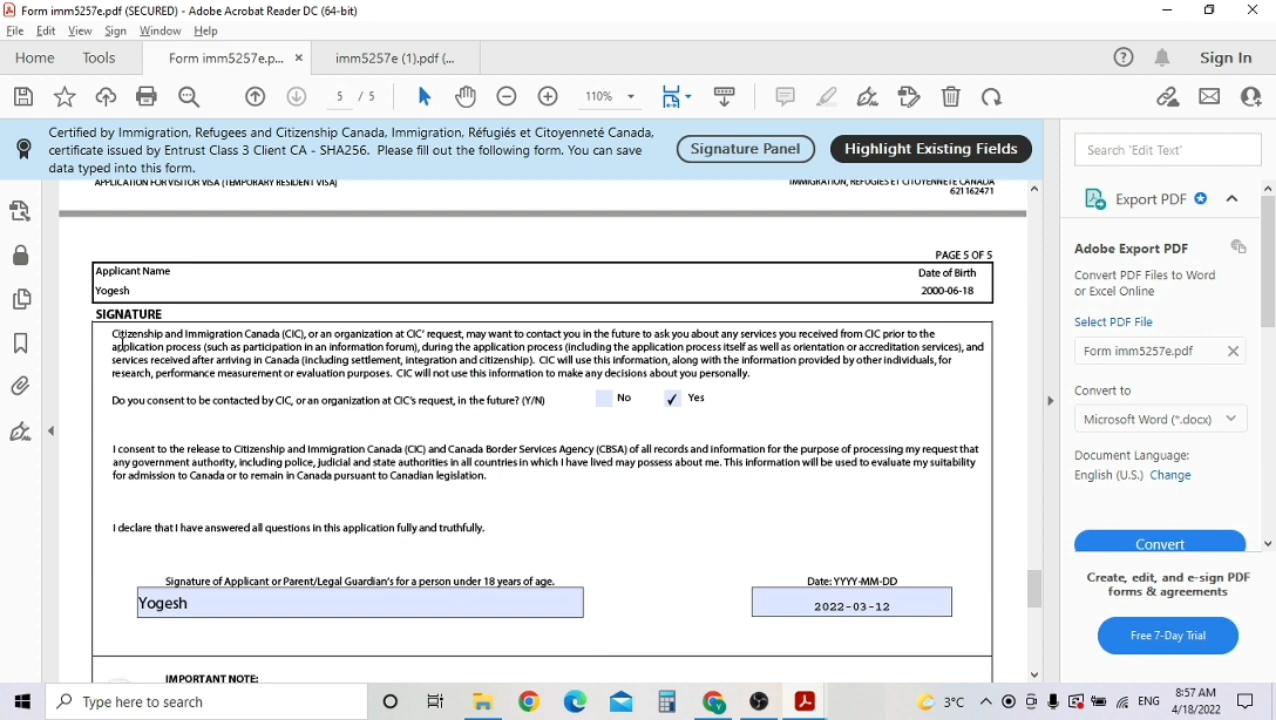 Form imm5257e.pdf (SECURED) - Adobe Acrobat Reader DC (64-bit)
File Edit View Sign Window Help
Home Tools Form imm5257e.p... × imm5257e (1).pdf (... Sign In
5 / 5 110%
Certified by Immigration, Refugees and Citizenship Canada, Immigration, Réfugiés et Citoyenneté Canada,
certificate issued by Entrust Class 3 Client CA - SHA256. Please fill out the following form. You can save
data typed into this form.
Signature Panel
Highlight Existing Fields
APPLICATION FOR VISITOR VISA (TEMPORARY RESIDENT VISA)
IMMIGRATION, REFUGIES ET CITOYENNETE CANADA
621162471
PAGE 5 OF 5
Applicant Name
Date of Birth
Yogesh
2000-06-18
SIGNATURE
Citizenship and Immigration Canada (CIC), or an organization at CIC' request, may want to contact you in the future to ask you about any services you received from CIC prior to the
application process (such as participation in an information forum), during the application process (including the application process itself as well as orientation or accreditation services), and
services received after arriving in Canada (including settlement, integration and citizenship). CIC will use this information, along with the information provided by other individuals, for
research, performance measurement or evaluation purposes. CIC will not use this information to make any decisions about you personally.
Do you consent to be contacted by CIC, or an organization at CIC's request, in the future? (Y/N) No ✓ Yes
I consent to the release to Citizenship and Immigration Canada (CIC) and Canada Border Services Agency (CBSA) of all records and information for the purpose of processing my request that
any government authority, including police, judicial and state authorities in all countries in which I have lived may possess about me. This information will be used to evaluate my suitability
for admission to Canada or to remain in Canada pursuant to Canadian legislation.
I declare that I have answered all questions in this application fully and truthfully.
Signature of Applicant or Parent/Legal Guardian's for a person under 18 years of age.
Date: YYYY-MM-DD
Yogesh
2022-03-12
IMPORTANT NOTE:
Search 'Edit Text'
Export PDF
Adobe Export PDF
Convert PDF Files to Word
or Excel Online
Select PDF File
Form imm5257e.pdf ×
Convert to
Microsoft Word (*.docx)
Document Language:
English (U.S.) Change
Convert
Create, edit, and e-sign PDF
forms & agreements
Free 7-Day Trial
Type here to search
3°C
ENG
8:57 AM
4/18/2022